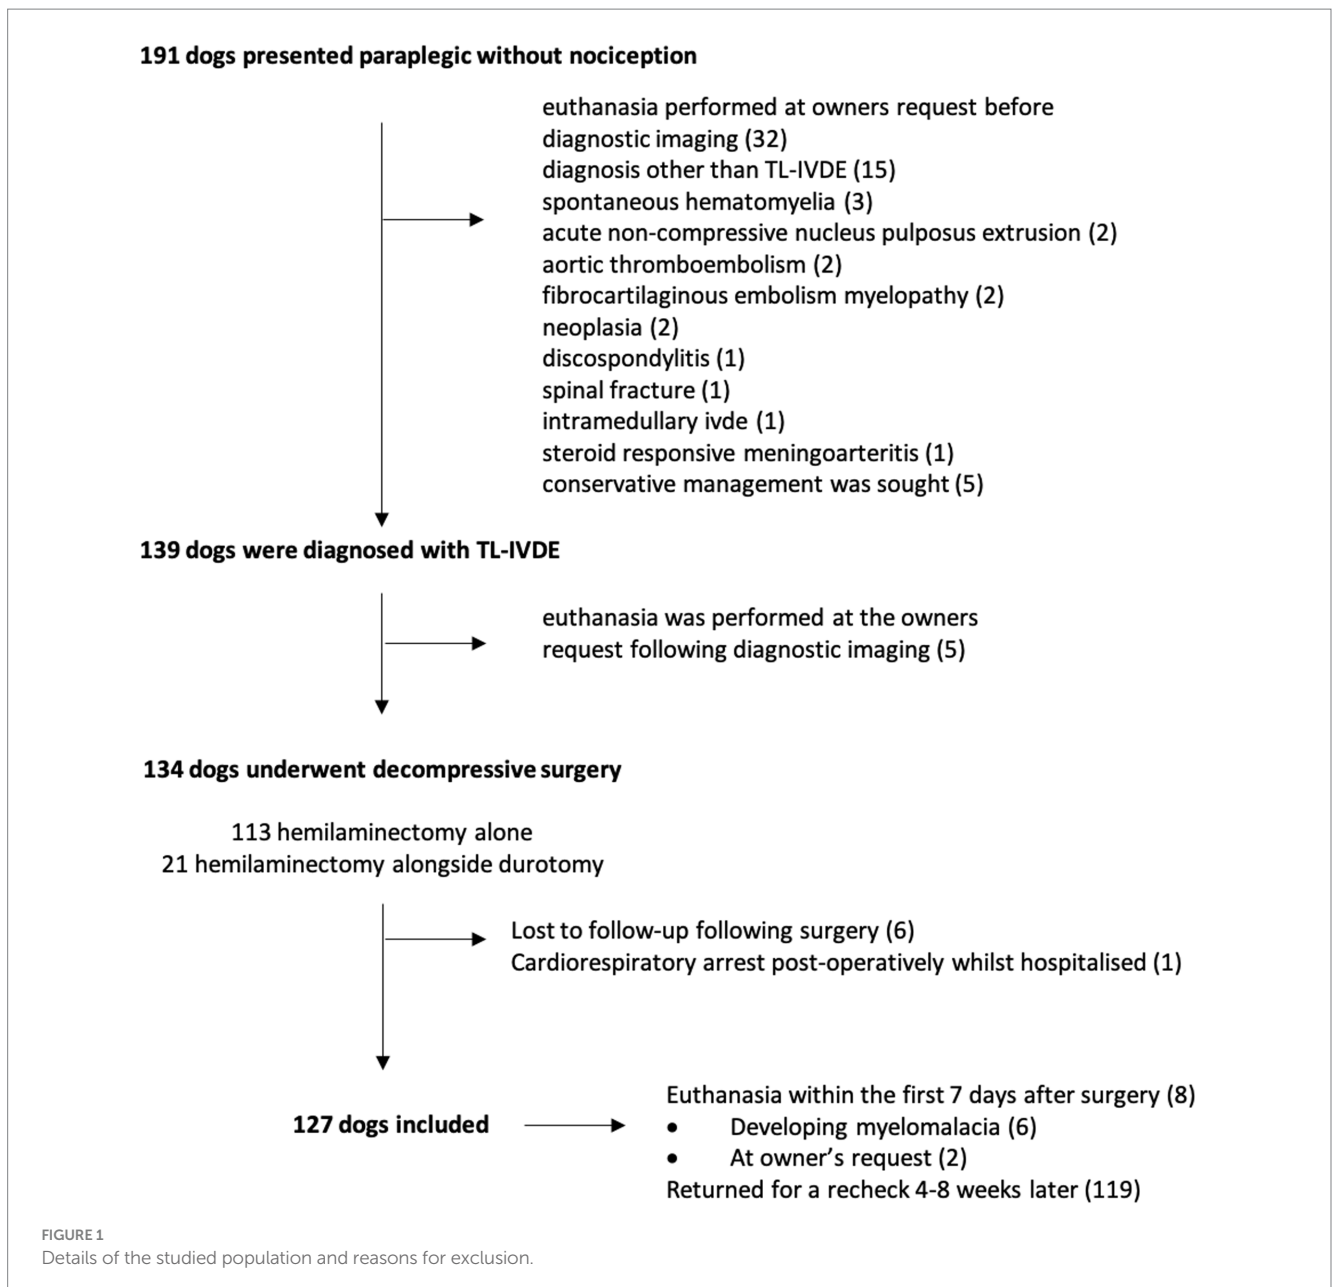 191 dogs presented paraplegic without nociception
euthanasia performed at owners request before
diagnostic imaging (32)
diagnosis other than TL-IVDE (15)
spontaneous hematomyelia (3)
acute non-compressive nucleus pulposus extrusion (2)
aortic thromboembolism (2)
fibrocartilaginous embolism myelopathy (2)
neoplasia (2)
discospondylitis (1)
spinal fracture (1)
intramedullary ivde (1)
steroid responsive meningoarteritis (1)
conservative management was sought (5)
139 dogs were diagnosed with TL-IVDE
euthanasia was performed at the owners
request following diagnostic imaging (5)
134 dogs underwent decompressive surgery
113 hemilaminectomy alone
21 hemilaminectomy alongside durotomy
Lost to follow-up following surgery (6)
Cardiorespiratory arrest post-operatively whilst hospitalised (1)
127 dogs included
Euthanasia within the first 7 days after surgery (8)
• Developing myelomalacia (6)
• At owner’s request (2)
Returned for a recheck 4-8 weeks later (119)
FIGURE 1
Details of the studied population and reasons for exclusion.